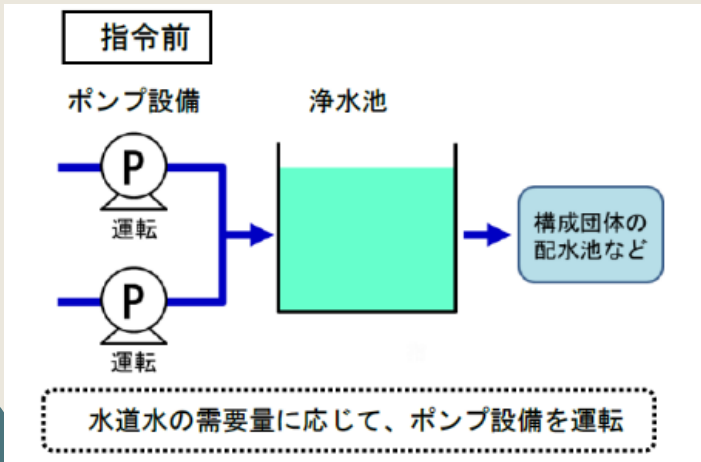 指令前
ポンプ設備
浄水池
P
運転
構成団体の
配水池など
P
運転
水道水の需要量に応じて、ポンプ設備を運転